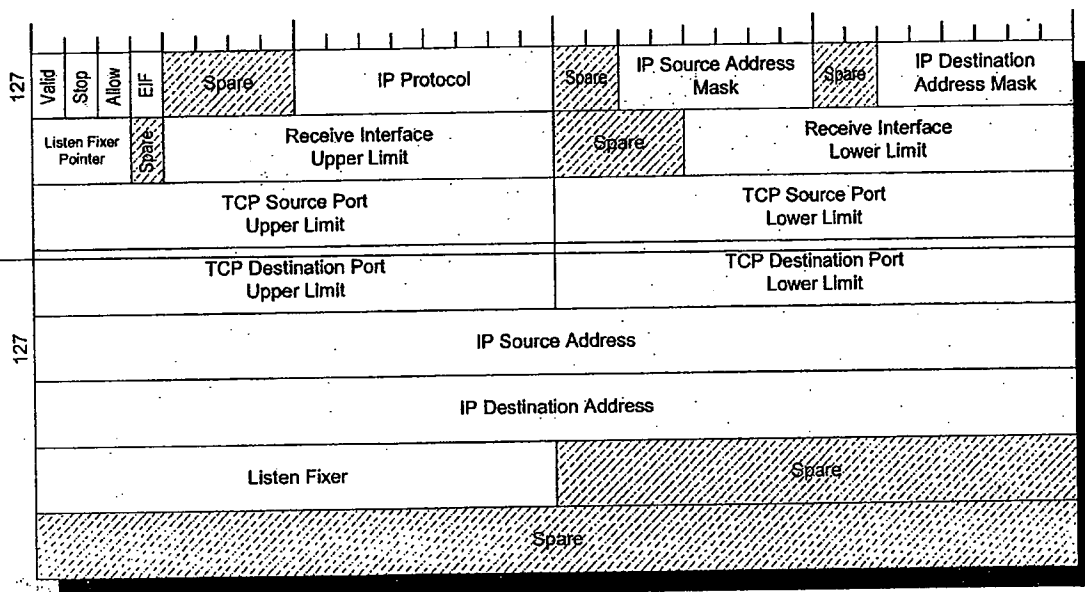 127
Valid
Stop
Allow
EIF
Spare
IP Protocol
Spare
IP Source Address
Mask
Spare
IP Destination
Address Mask
Listen Fixer
Pointer
Spare
Receive Interface
Upper Limit
Spare
Receive Interface
Lower Limit
TCP Source Port
Upper Limit
TCP Source Port
Lower Limit
TCP Destination Port
Upper Limit
TCP Destination Port
Lower Limit
127
IP Source Address
IP Destination Address
Listen Fixer
Spare
Spare